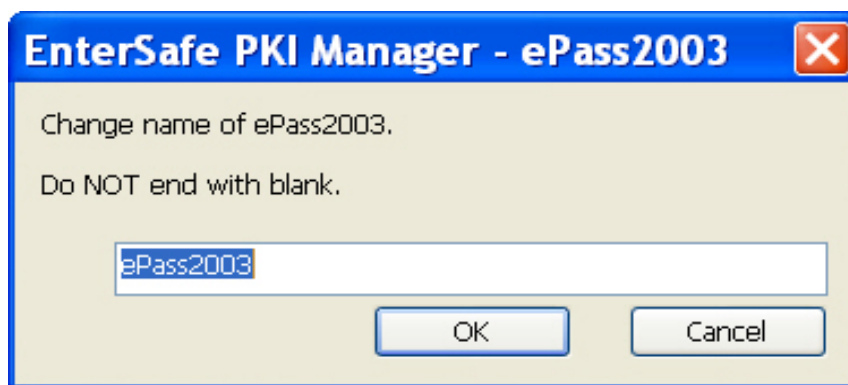 EnterSafe PKI Manager - ePass2003
Change name of ePass2003.
Do NOT end with blank.
ePass2003
OK
Cancel